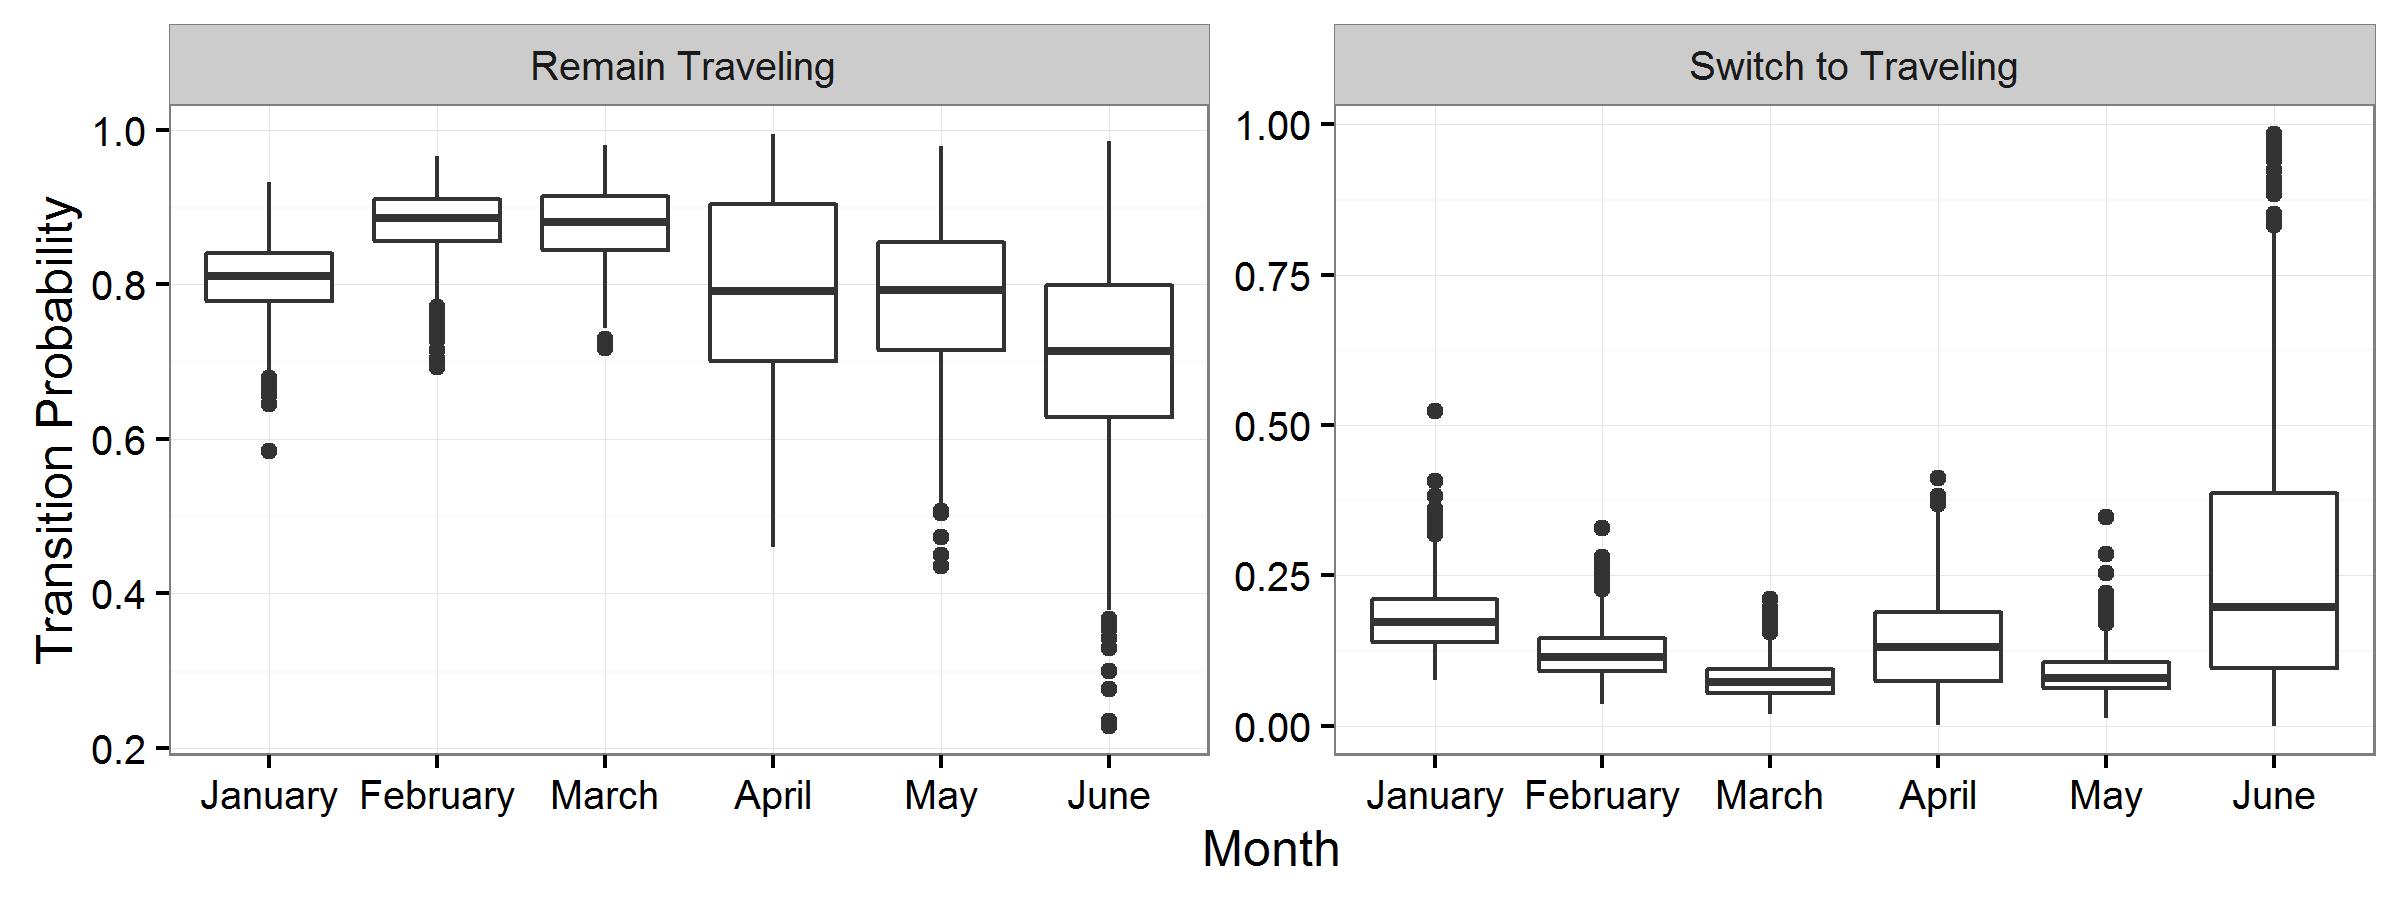 Remain Traveling
Switch to Traveling
Transition Probability
1.0
0.8
0.6
0.4
0.2
1.00
0.75
0.50
0.25
0.00
January February March April May June
January February March April May June
Month